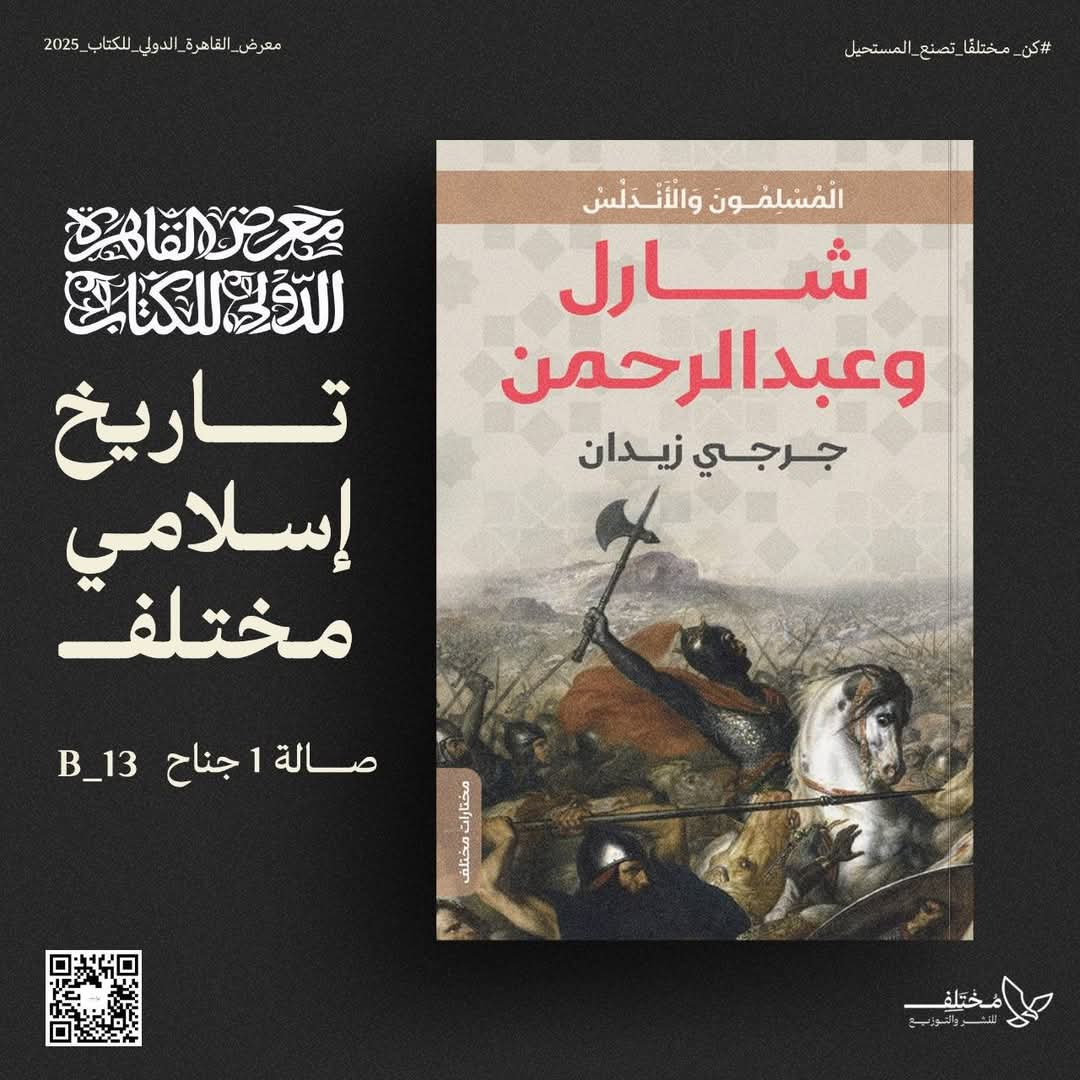 #كن_ مختلفًا_تصنع_المستحيل
معرض_القاهرة_الدولي_للكتاب_2025
معرض القاهرة
الدولي للكتاب
تاريخ
إسلامي
مختلف
صالة 1 جناح B_13
الْمُسْلِمُونَ وَالْأَنْدَلُسُ
شارل
وعبدالرحمن
جرجي زيدان
مختارات مختلف
مُخْتَلِف
للنشر والتوزيع